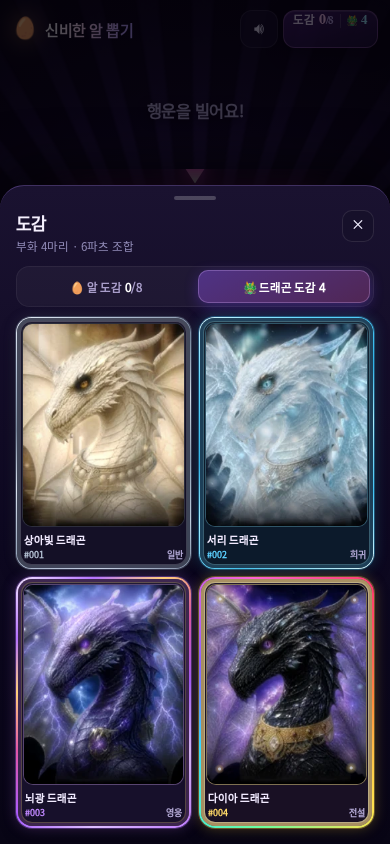 신비한 알 뽑기
도감 0/8 4
행운을 빌어요!
도감
부화 4마리 · 6파츠 조합
알 도감 0/8
드래곤 도감 4
상아빛 드래곤
#001 일반
서리 드래곤
#002 희귀
뇌광 드래곤
#003 영웅
다이아 드래곤
#004 전설